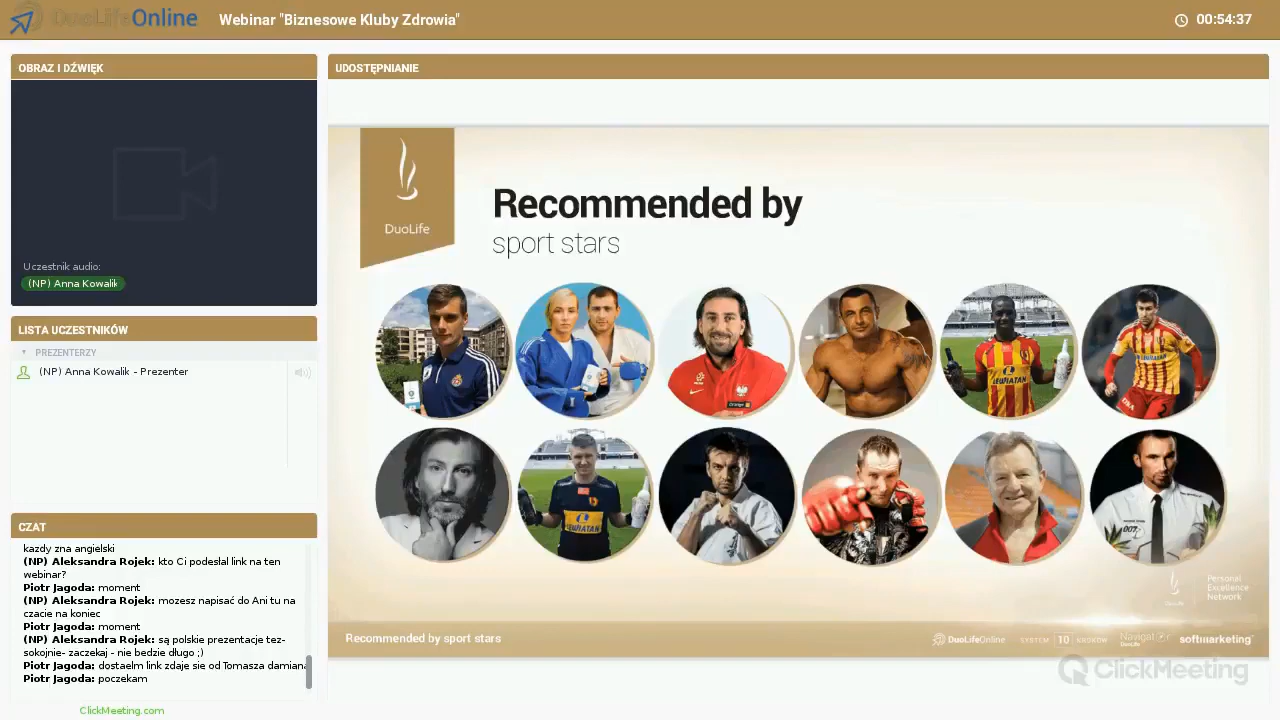 DuoLifeOnline
Webinar "Biznesowe Kluby Zdrowia"
00:54:37
OBRAZ I DŹWIĘK
Uczestnik audio:
(NP) Anna Kowalik
LISTA UCZESTNIKÓW
PREZENTERZY
(NP) Anna Kowalik - Prezenter
CZAT
kazdy zna angielski
(NP) Aleksandra Rojek: kto Ci podesłal link na ten
webinar?
Piotr Jagoda: moment
(NP) Aleksandra Rojek: mozesz napisać do Ani tu na
czacie na koniec
Piotr Jagoda: moment
(NP) Aleksandra Rojek: są polskie prezentacje tez-
sokojnie- zaczekaj - nie bedzie długo ;)
Piotr Jagoda: dostaelm link zdaje sie od Tomasza damiana
Piotr Jagoda: poczekam
ClickMeeting.com
UDOSTĘPNIANIE
DuoLife
Recommended by
sport stars
LEWIATAN
LEWIATAN
007
Personal
Excellence
Network
Recommended by sport stars
DuoLifeOnline
SYSTEM 10 KROKÓW
Navigator
DuoLife
softmarketing
ClickMeeting